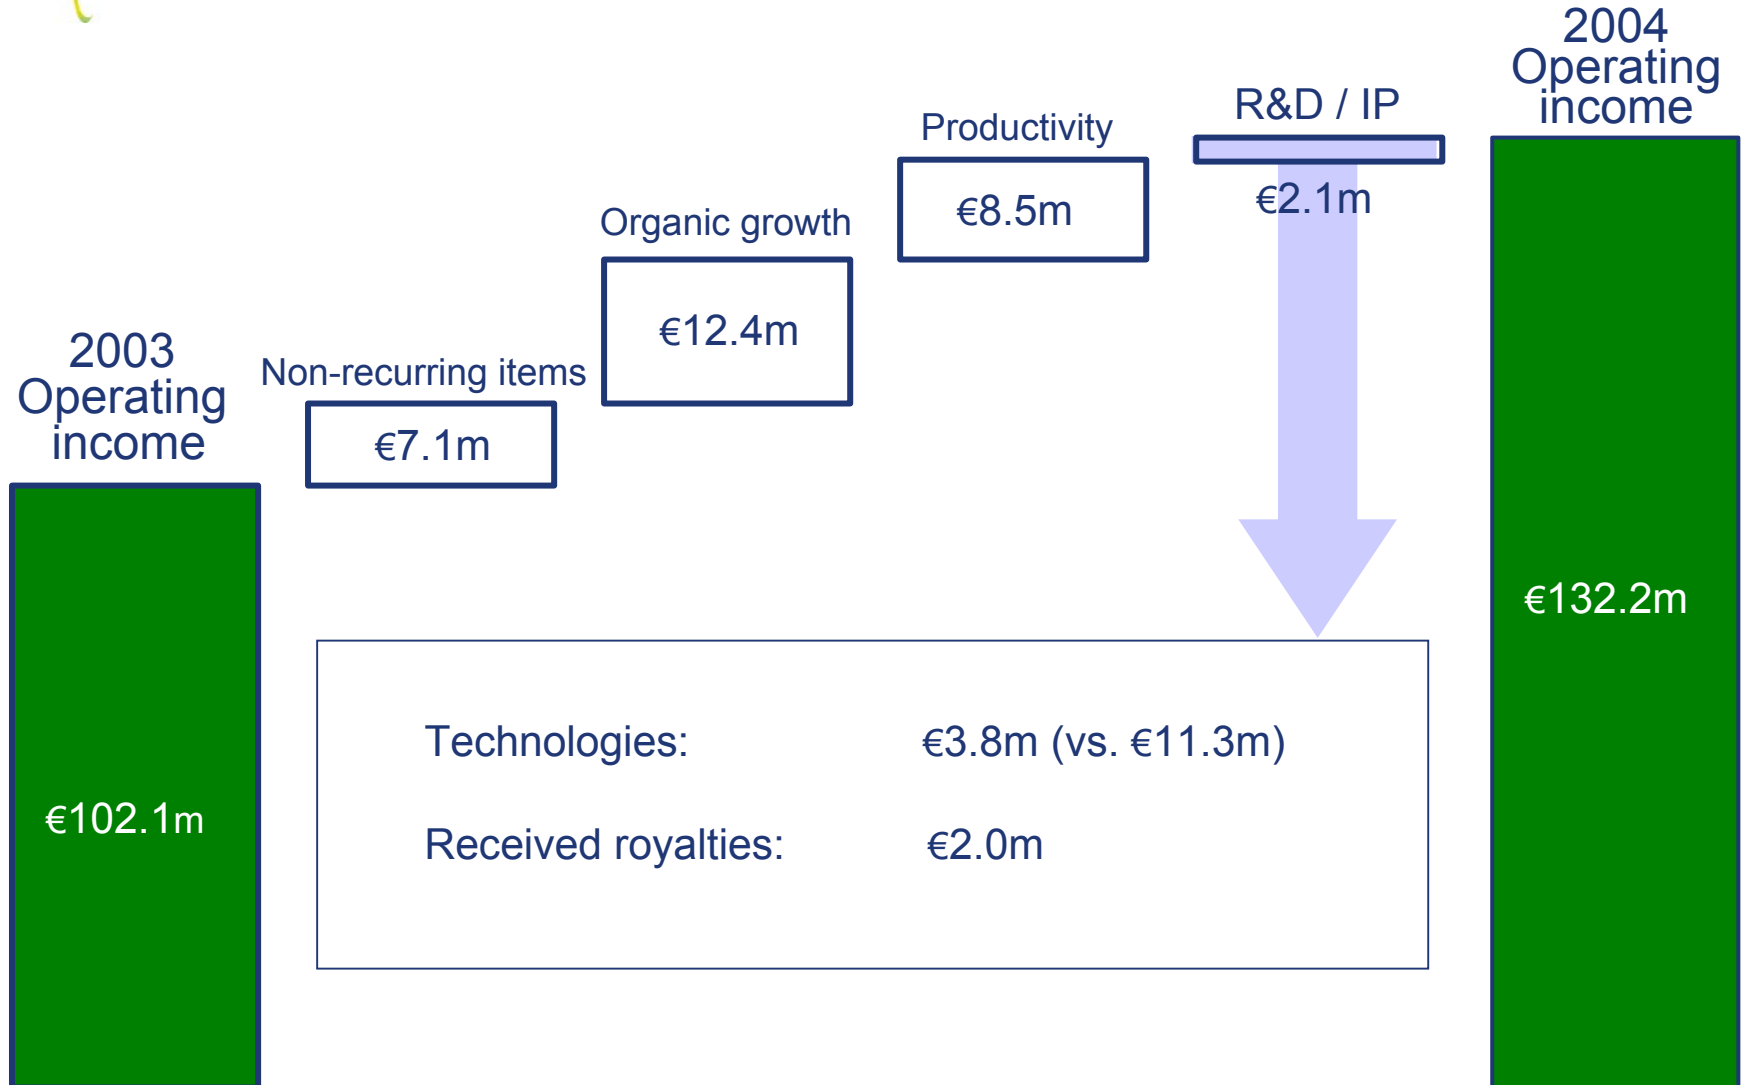 2003
Operating
income
€102.1m
Non-recurring items
€7.1m
Organic growth
€12.4m
Productivity
€8.5m
R&D / IP
€2.1m
2004
Operating
income
€132.2m
Technologies: €3.8m (vs. €11.3m)
Received royalties: €2.0m